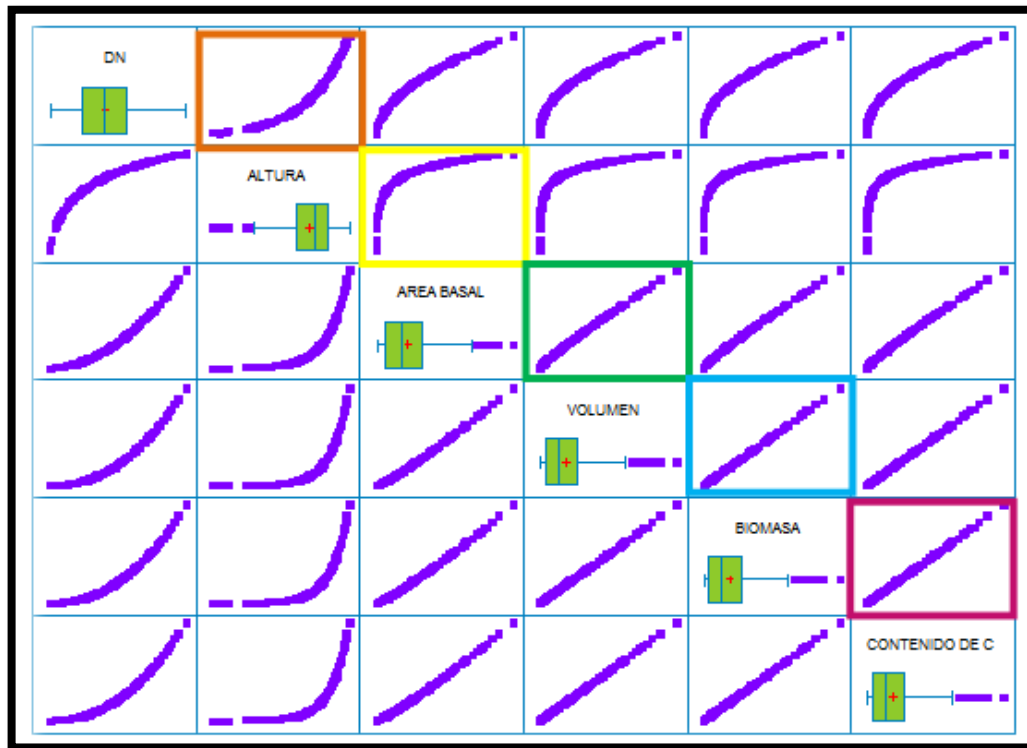 DN
ALTURA
AREA BASAL
VOLUMEN
BIOMASA
CONTENIDO DE C